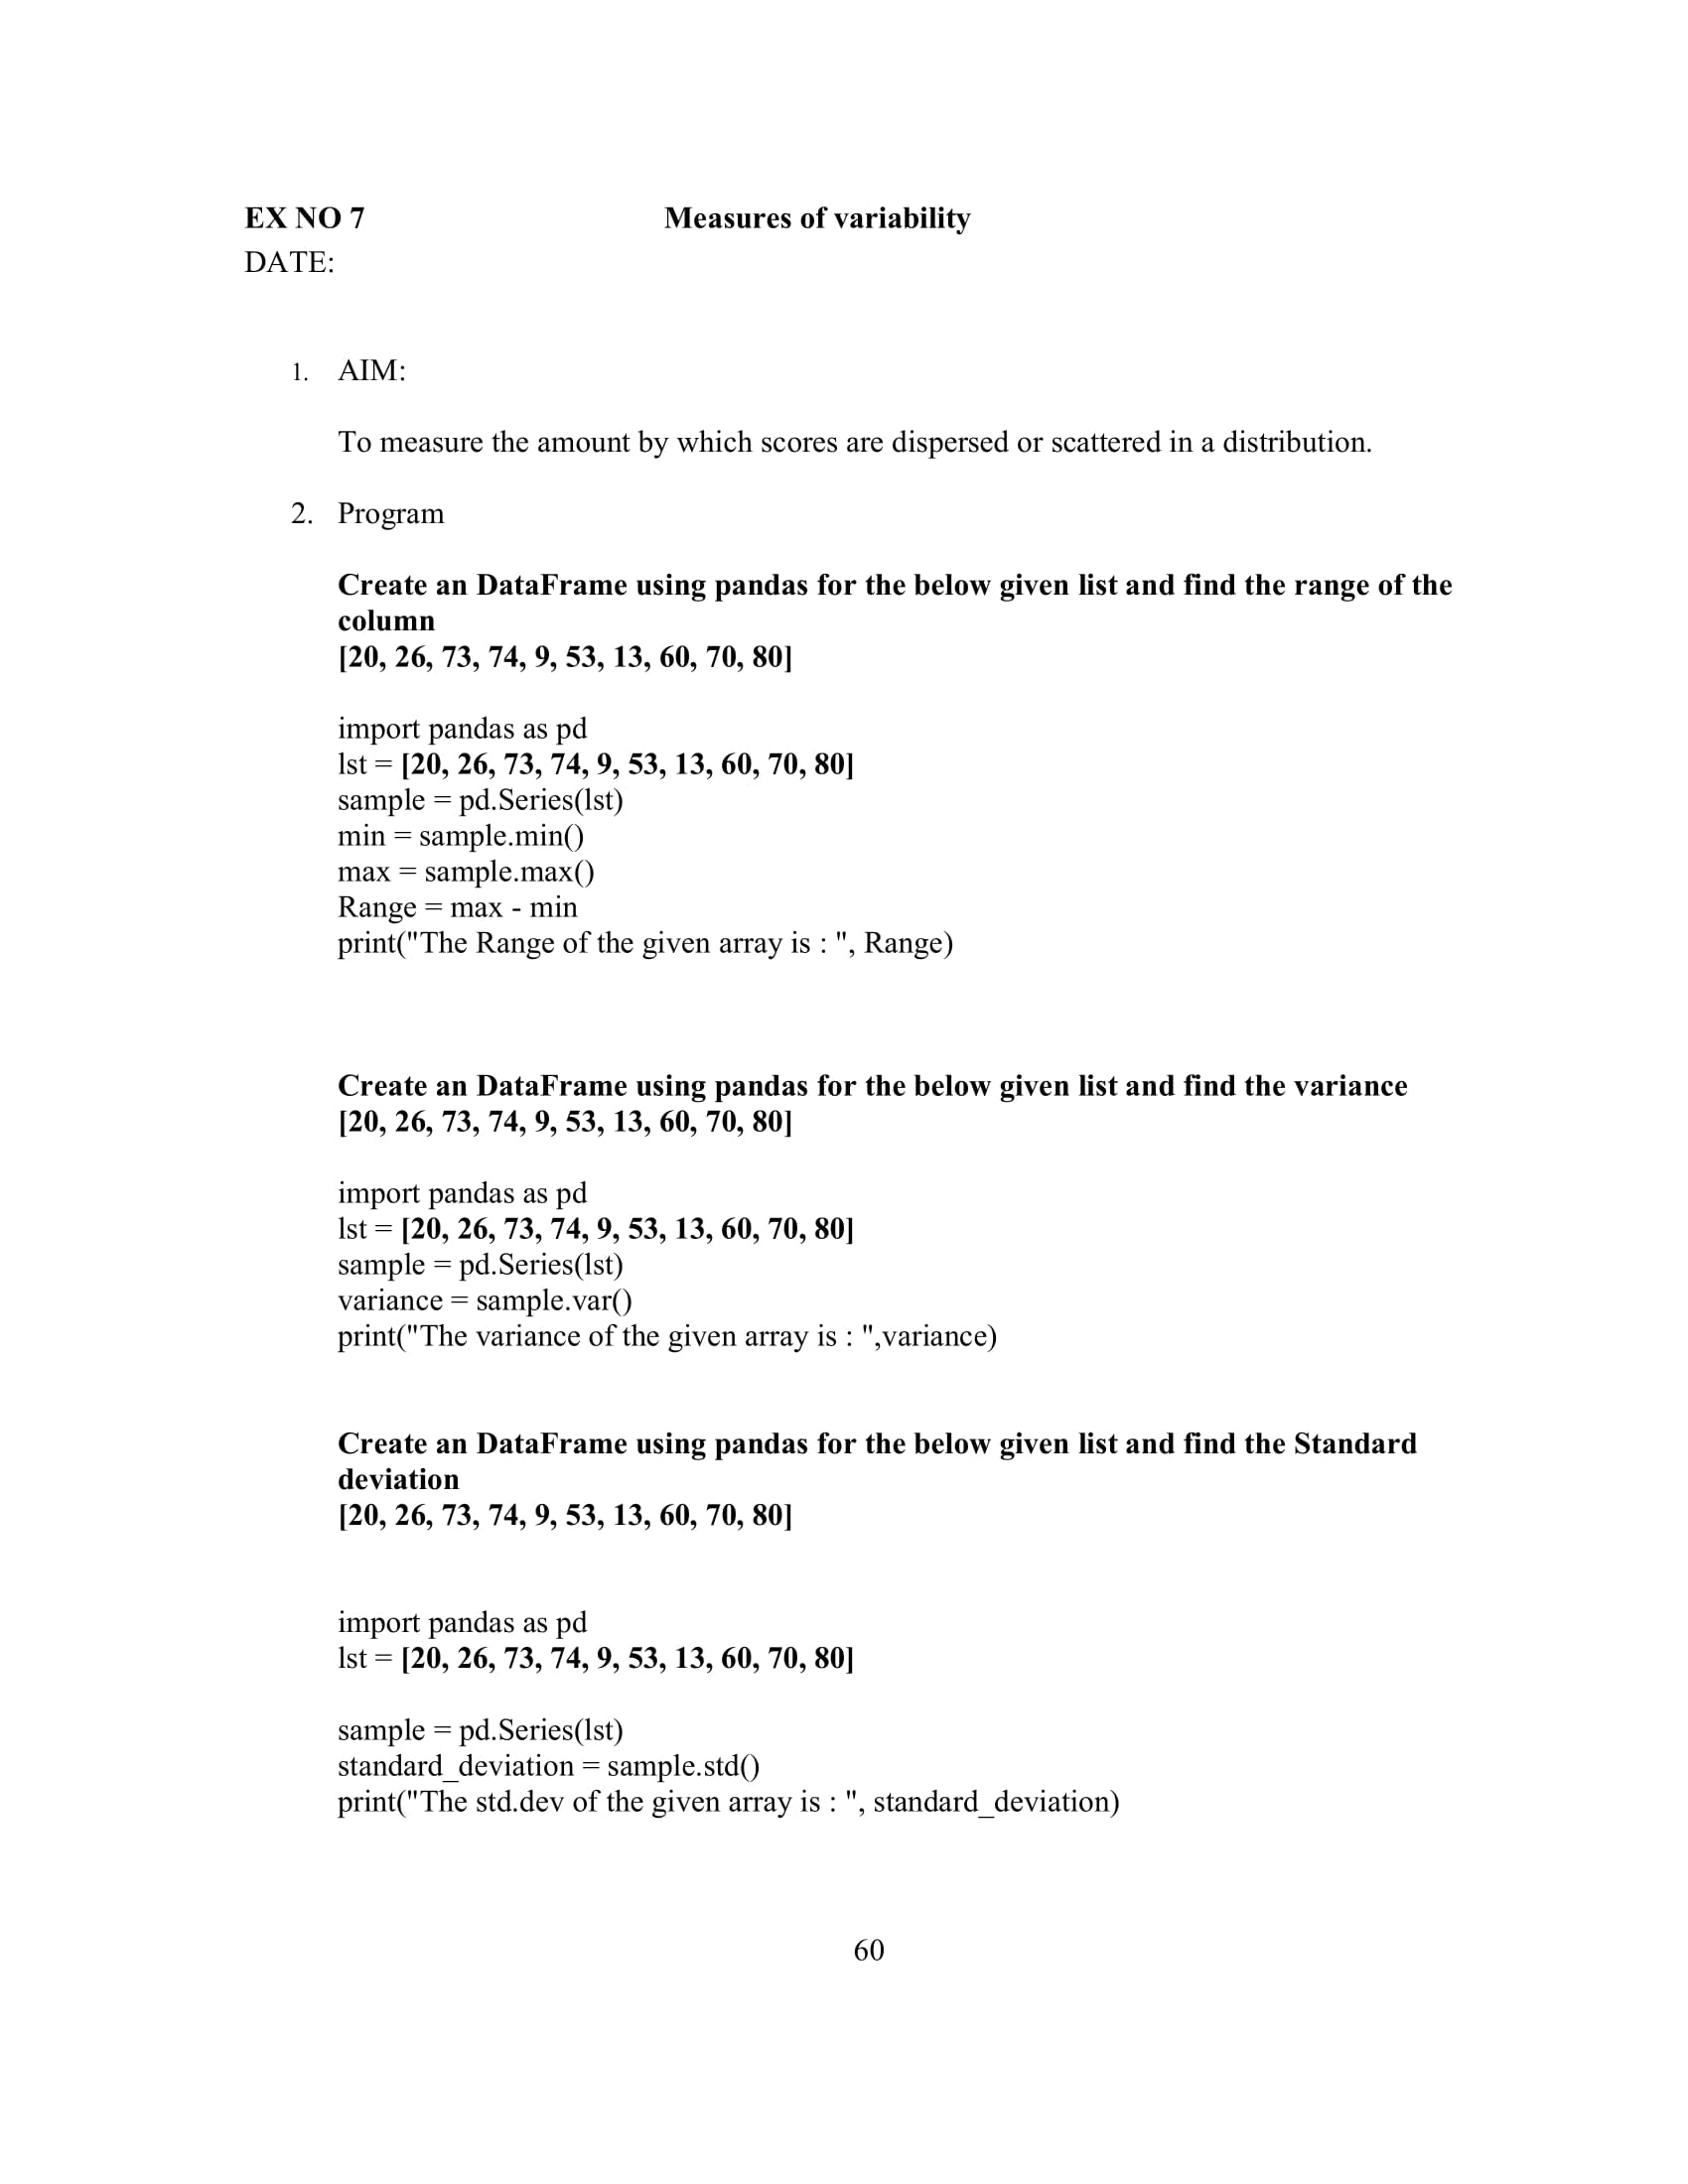 EX NO 7 Measures of variability
DATE:
1. AIM:
To measure the amount by which scores are dispersed or scattered in a distribution.
2. Program
Create an DataFrame using pandas for the below given list and find the range of the
column
[20, 26, 73, 74, 9, 53, 13, 60, 70, 80]
import pandas as pd
lst = [20, 26, 73, 74, 9, 53, 13, 60, 70, 80]
sample = pd.Series(lst)
min = sample.min()
max = sample.max()
Range = max - min
print("The Range of the given array is : ", Range)
Create an DataFrame using pandas for the below given list and find the variance
[20, 26, 73, 74, 9, 53, 13, 60, 70, 80]
import pandas as pd
lst = [20, 26, 73, 74, 9, 53, 13, 60, 70, 80]
sample = pd.Series(lst)
variance = sample.var()
print("The variance of the given array is : ",variance)
Create an DataFrame using pandas for the below given list and find the Standard
deviation
[20, 26, 73, 74, 9, 53, 13, 60, 70, 80]
import pandas as pd
lst = [20, 26, 73, 74, 9, 53, 13, 60, 70, 80]
sample = pd.Series(lst)
standard_deviation = sample.std()
print("The std.dev of the given array is : ", standard_deviation)
60